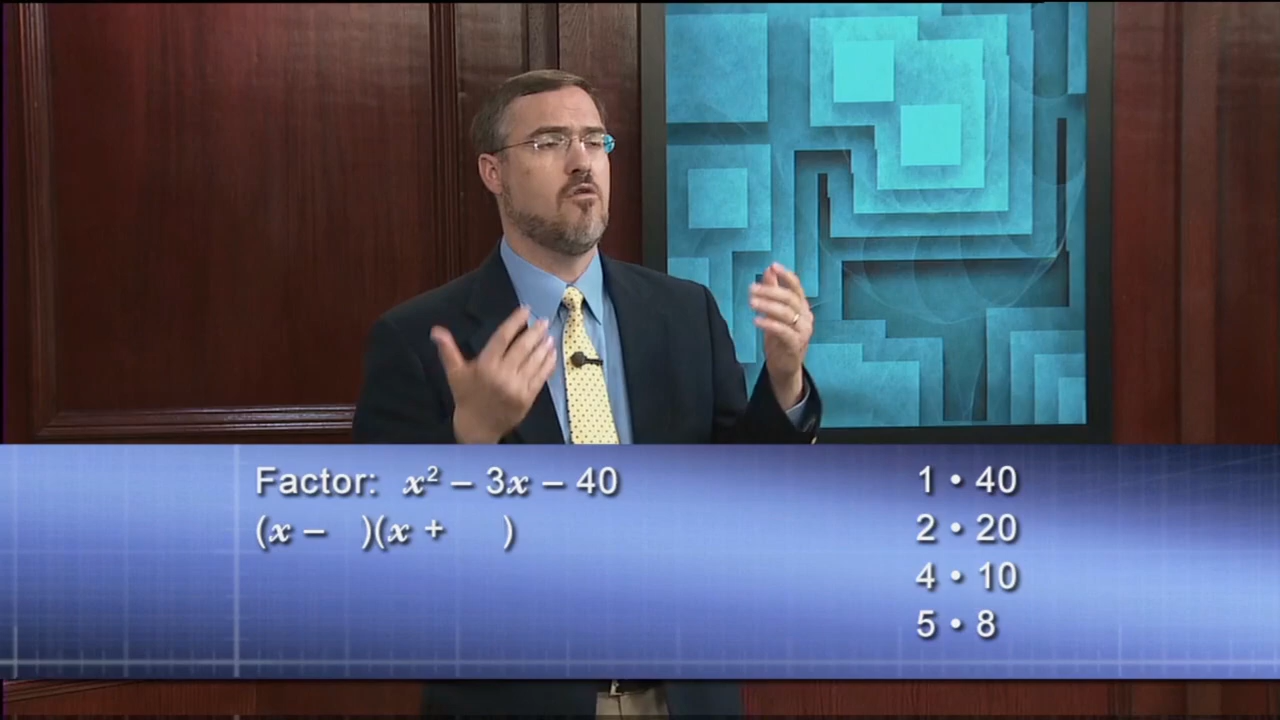 Factor: x² – 3x – 40
(x –   )(x +     )
1 • 40
2 • 20
4 • 10
5 • 8